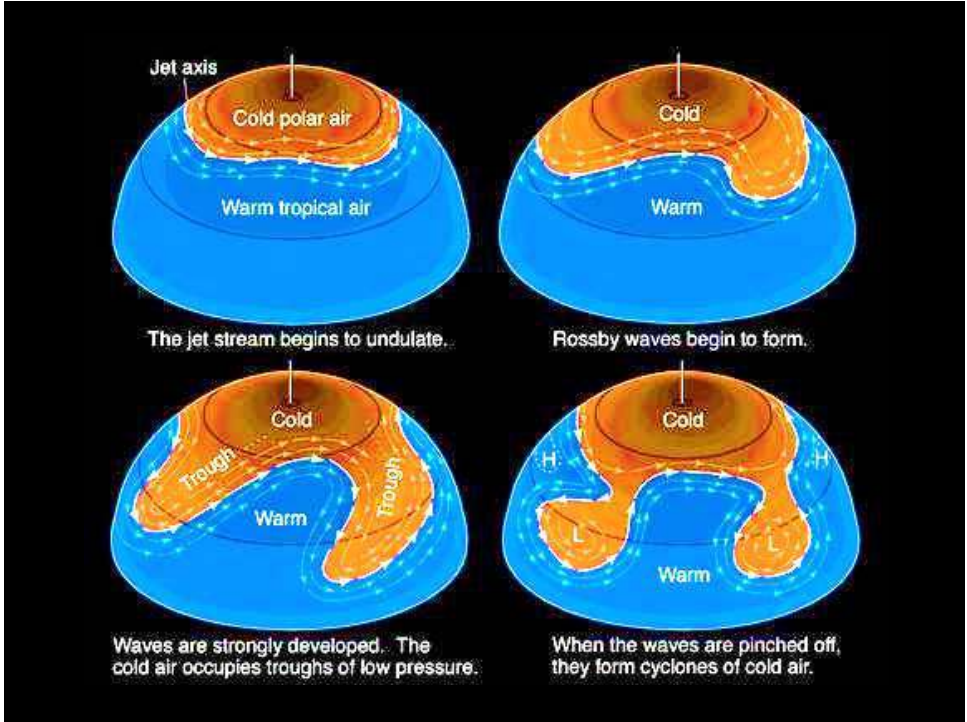 Jet axis
Cold polar air
Warm tropical air
The jet stream begins to undulate.
Cold
Warm
Rossby waves begin to form.
Cold
Trough
Trough
Warm
Waves are strongly developed. The
cold air occupies troughs of low pressure.
Cold
H
H
L
L
Warm
When the waves are pinched off,
they form cyclones of cold air.